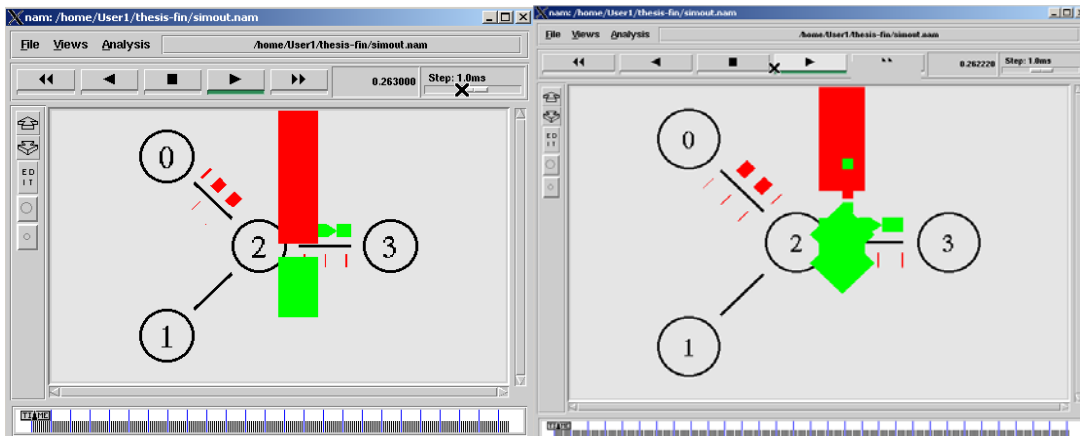 nam: /home/User1/thesis-fin/simout.nam
File Views Analysis /home/User1/thesis-fin/simout.nam
0.263000 Step: 1.0ms
ED
IT
0
2
3
1
TIME
nam: /home/User1/thesis-fin/simout.nam
File Views Analysis /home/User1/thesis-fin/simout.nam
0.262220 Step: 1.0ms
ED
IT
0
2
3
1
TIME